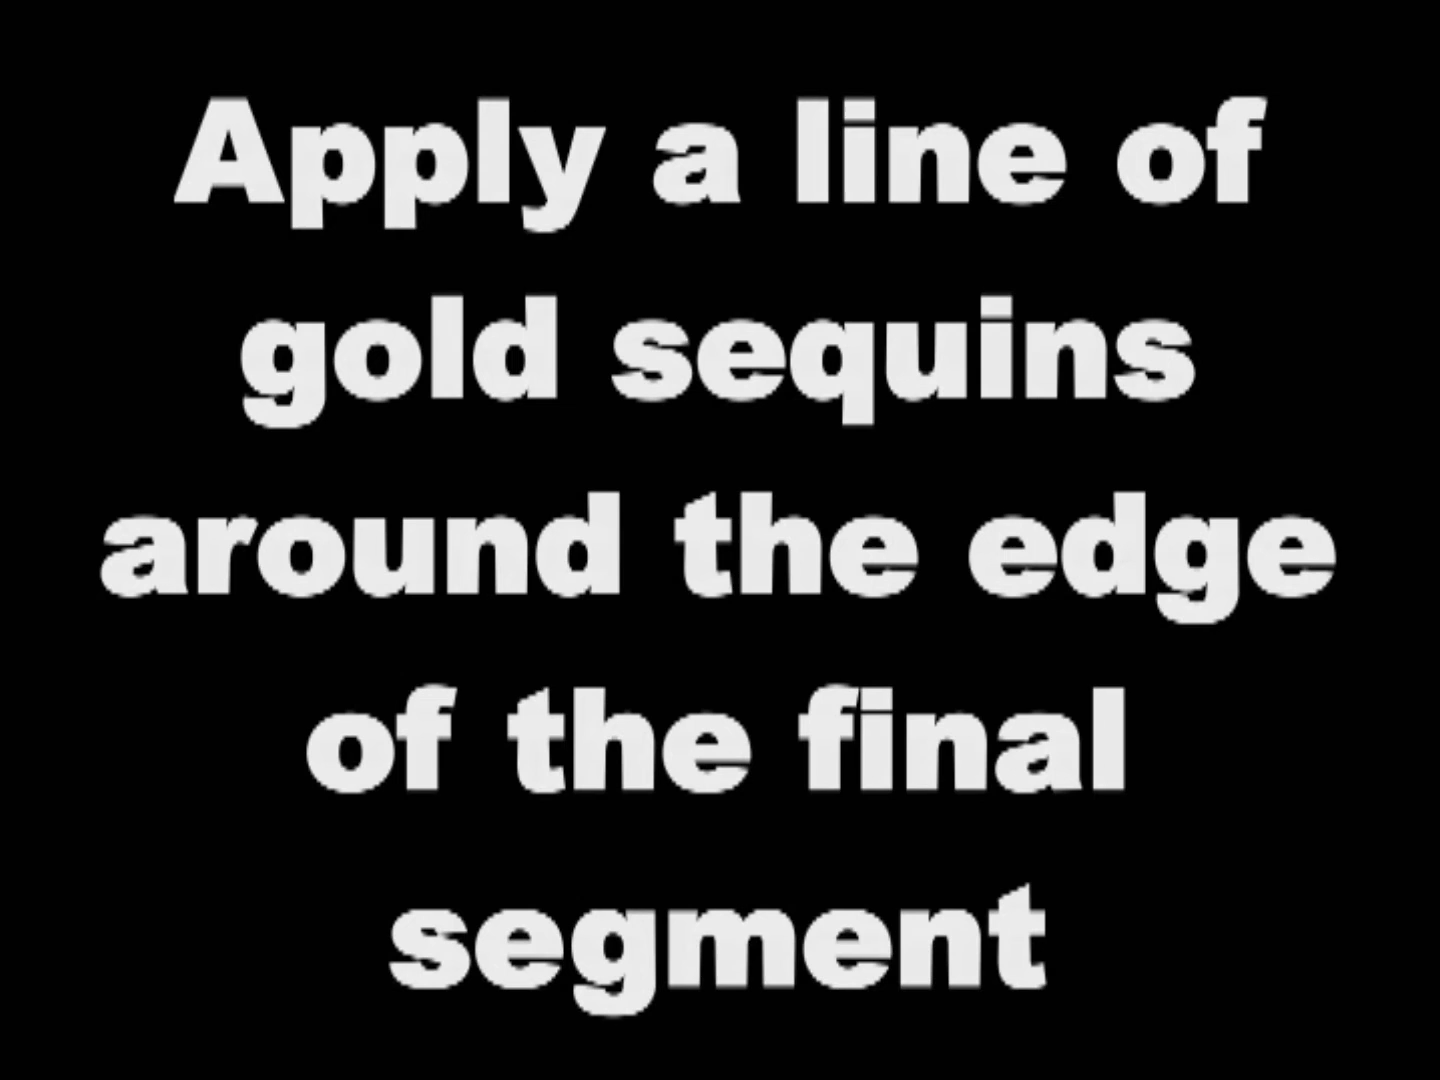 Apply a line of
gold sequins
around the edge
of the final
segment